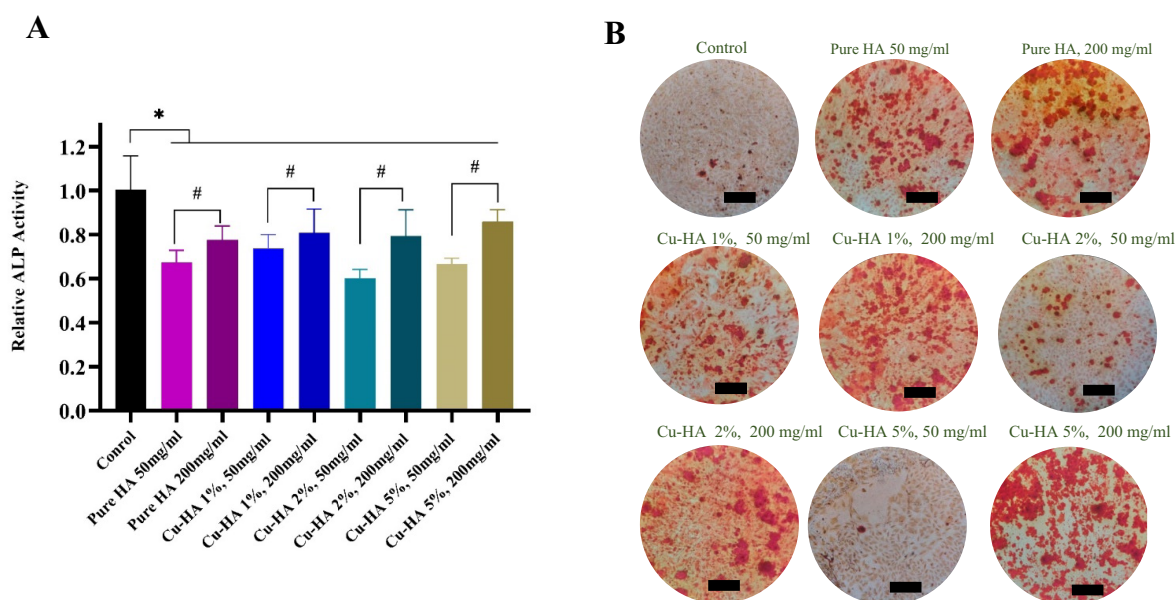 A
*
#
#
#
#
Relative ALP Activity
1.2
1.0
0.8
0.6
0.4
0.2
0.0
Conrol
Pure HA 50mg/ml
Pure HA 200mg/ml
Cu-HA 1%, 50mg/ml
Cu-HA 1%, 200mg/ml
Cu-HA 2%, 50mg/ml
Cu-HA 2%, 200mg/ml
Cu-HA 5%, 50mg/ml
Cu-HA 5%, 200mg/ml
B
Control
Pure HA 50 mg/ml
Pure HA, 200 mg/ml
Cu-HA 1%, 50 mg/ml
Cu-HA 1%, 200 mg/ml
Cu-HA 2%, 50 mg/ml
Cu-HA 2%, 200 mg/ml
Cu-HA 5%, 50 mg/ml
Cu-HA 5%, 200 mg/ml